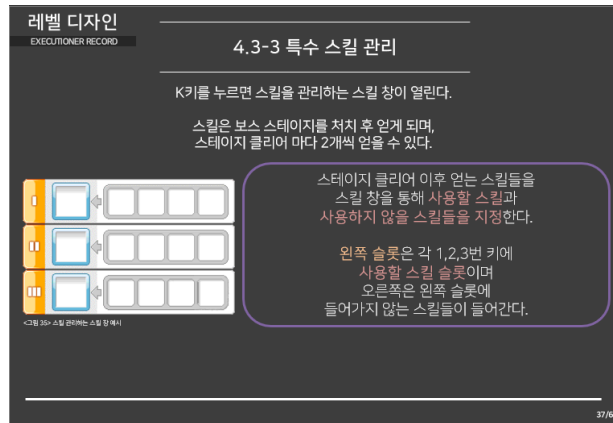 레벨 디자인
EXECUTIONER RECORD
4.3-3 특수 스킬 관리
K키를 누르면 스킬을 관리하는 스킬 창이 열린다.
스킬은 보스 스테이지를 처치 후 얻게 되며,
스테이지 클리어 마다 2개씩 얻을 수 있다.
스테이지 클리어 이후 얻는 스킬들을
스킬 창을 통해 사용할 스킬과
사용하지 않을 스킬들을 지정한다.
왼쪽 슬롯은 각 1,2,3번 키에
사용할 스킬 슬롯이며
오른쪽은 왼쪽 슬롯에
들어가지 않는 스킬들이 들어간다.
I
II
III
<그림 35> 스킬 관리하는 스킬 창 예시
37/6